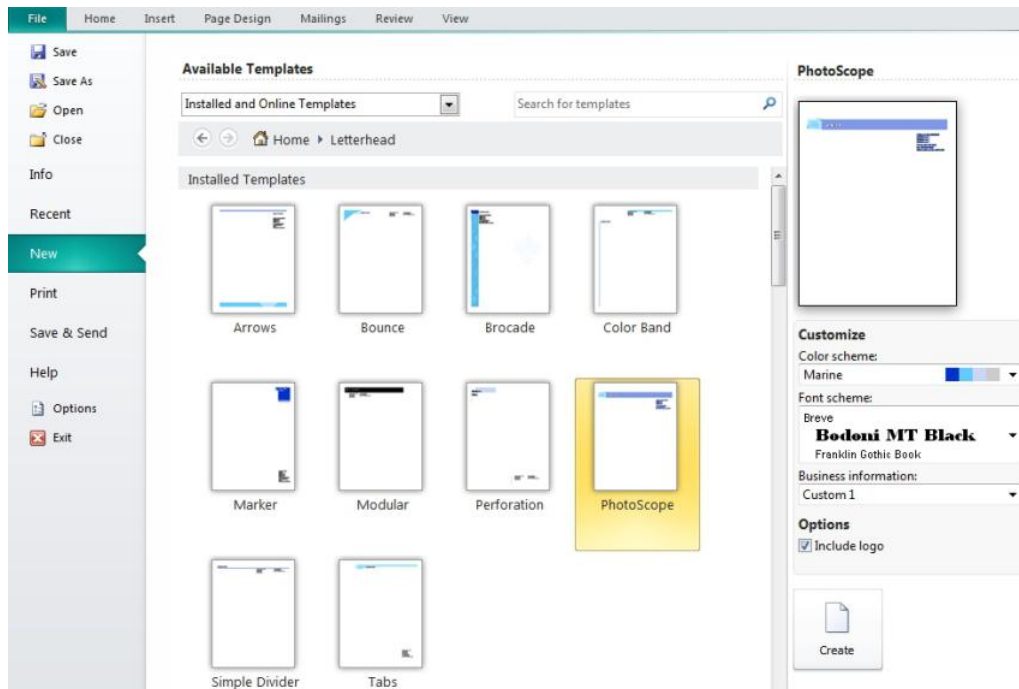 File Home Insert Page Design Mailings Review View
Save
Save As
Open
Close
Info
Recent
New
Print
Save & Send
Help
Options
Exit
Available Templates
Installed and Online Templates
Search for templates
Home Letterhead
Installed Templates
Arrows Bounce Brocade Color Band
Marker Modular Perforation PhotoScope
Simple Divider Tabs
PhotoScope
Customize
Color scheme:
Marine
Font scheme:
Breve
Bodoni MT Black
Franklin Gothic Book
Business information:
Custom 1
Options
Include logo
Create